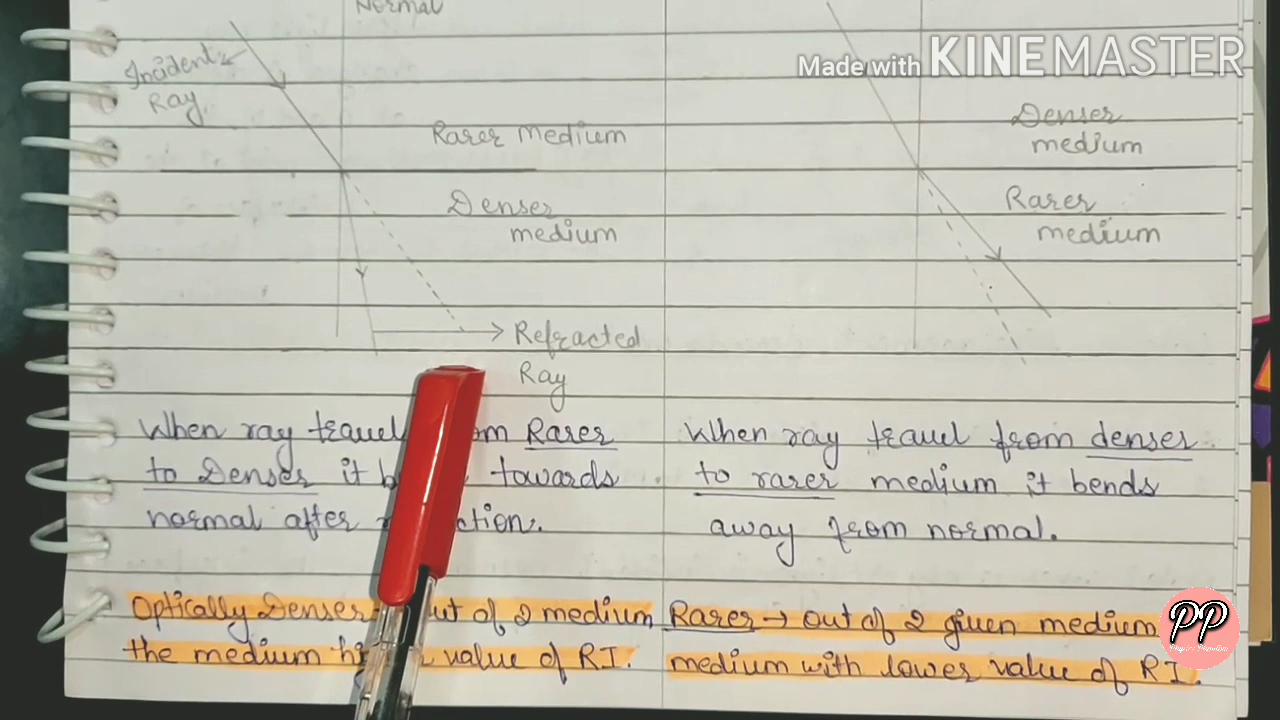 Normal
Made with KINEMASTER
Incident
Ray
Rarer medium
Denser
medium
Refracted
Ray
Denser
medium
Rarer
medium
When ray travel Rarer
to Denser it towards
normal after
When ray travel from denser
to rarer medium it bends
away from normal.
Optically Denser - out of 2 medium
the medium value of R.I.
Rarer → out of 2 given medium
medium with lower value of R I.
PP